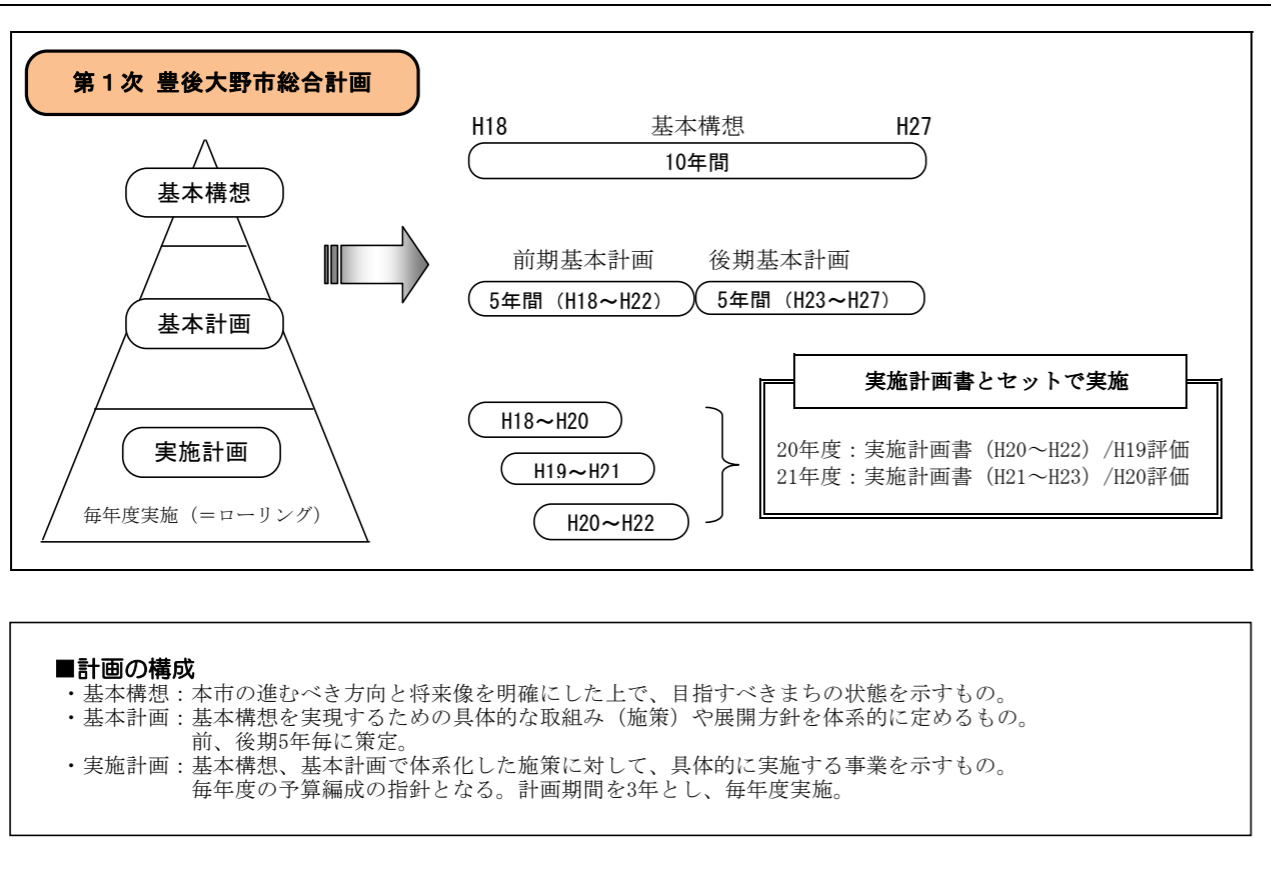 第１次 豊後大野市総合計画
基本構想
基本計画
実施計画
毎年度実施（＝ローリング）
H18 基本構想 H27
10年間
前期基本計画 後期基本計画
5年間（H18～H22） 5年間（H23～H27）
H18～H20
H19～H21
H20～H22
実施計画書とセットで実施
20年度：実施計画書（H20～H22）/H19評価
21年度：実施計画書（H21～H23）/H20評価
■計画の構成
・基本構想：本市の進むべき方向と将来像を明確にした上で、目指すべきまちの状態を示すもの。
・基本計画：基本構想を実現するための具体的な取組み（施策）や展開方針を体系的に定めるもの。
前、後期5年毎に策定。
・実施計画：基本構想、基本計画で体系化した施策に対して、具体的に実施する事業を示すもの。
毎年度の予算編成の指針となる。計画期間を3年とし、毎年度実施。